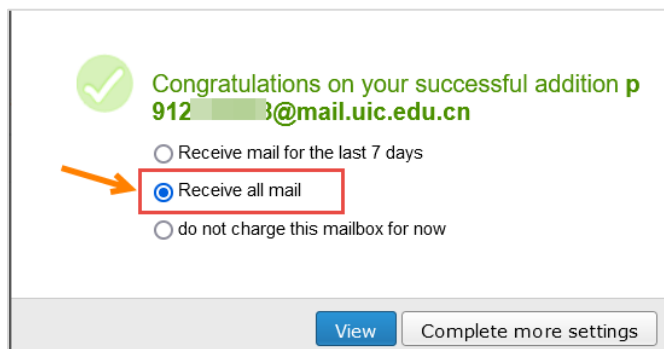 Congratulations on your successful addition p
912 3@mail.uic.edu.cn
Receive mail for the last 7 days
Receive all mail
do not charge this mailbox for now
View
Complete more settings